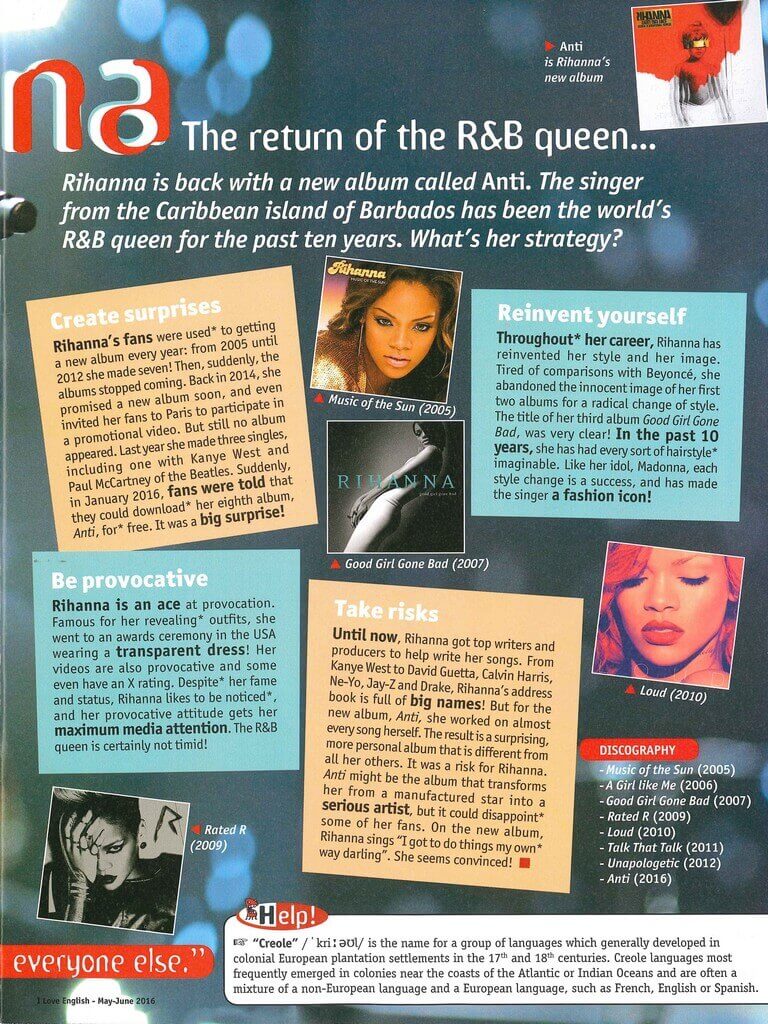 na
▶ Anti
is Rihanna's
new album
RIHANNA
The return of the R&B queen...
Rihanna is back with a new album called Anti. The singer
from the Caribbean island of Barbados has been the world's
R&B queen for the past ten years. What's her strategy?
Create surprises
Rihanna's fans were used* to getting
a new album every year: from 2005 until
2012 she made seven! Then, suddenly, the
albums stopped coming. Back in 2014, she
promised a new album soon, and even
invited her fans to Paris to participate in
a promotional video. But still no album
appeared. Last year she made three singles,
including one with Kanye West and
Paul McCartney of the Beatles. Suddenly,
in January 2016, fans were told that
they could download* her eighth album,
Anti, for* free. It was a big surprise!
Rihanna
MUSIC OF THE SUN
▲ Music of the Sun (2005)
RIHANNA
good girl gone bad
▲ Good Girl Gone Bad (2007)
Reinvent yourself
Throughout* her career, Rihanna has
reinvented her style and her image.
Tired of comparisons with Beyoncé, she
abandoned the innocent image of her first
two albums for a radical change of style.
The title of her third album Good Girl Gone
Bad, was very clear! In the past 10
years, she has had every sort of hairstyle*
imaginable. Like her idol, Madonna, each
style change is a success, and has made
the singer a fashion icon!
Be provocative
Rihanna is an ace at provocation.
Famous for her revealing* outfits, she
went to an awards ceremony in the USA
wearing a transparent dress! Her
videos are also provocative and some
even have an X rating. Despite* her fame
and status, Rihanna likes to be noticed*,
and her provocative attitude gets her
maximum media attention. The R&B
queen is certainly not timid!
Take risks
Until now, Rihanna got top writers and
producers to help write her songs. From
Kanye West to David Guetta, Calvin Harris,
Ne-Yo, Jay-Z and Drake, Rihanna's address
book is full of big names! But for the
new album, Anti, she worked on almost
every song herself. The result is a surprising,
more personal album that is different from
all her others. It was a risk for Rihanna.
Anti might be the album that transforms
her from a manufactured star into a
serious artist, but it could disappoint*
some of her fans. On the new album,
Rihanna sings "I got to do things my own*
way darling". She seems convinced! ■
▲ Loud (2010)
DISCOGRAPHY
- Music of the Sun (2005)
- A Girl like Me (2006)
- Good Girl Gone Bad (2007)
- Rated R (2009)
- Loud (2010)
- Talk That Talk (2011)
- Unapologetic (2012)
- Anti (2016)
R
◀ Rated R
(2009)
Help!
☞ "Creole" /ˈkriːəʊl/ is the name for a group of languages which generally developed in
colonial European plantation settlements in the 17th and 18th centuries. Creole languages most
frequently emerged in colonies near the coasts of the Atlantic or Indian Oceans and are often a
mixture of a non-European language and a European language, such as French, English or Spanish.
everyone else."
I Love English - May-June 2016